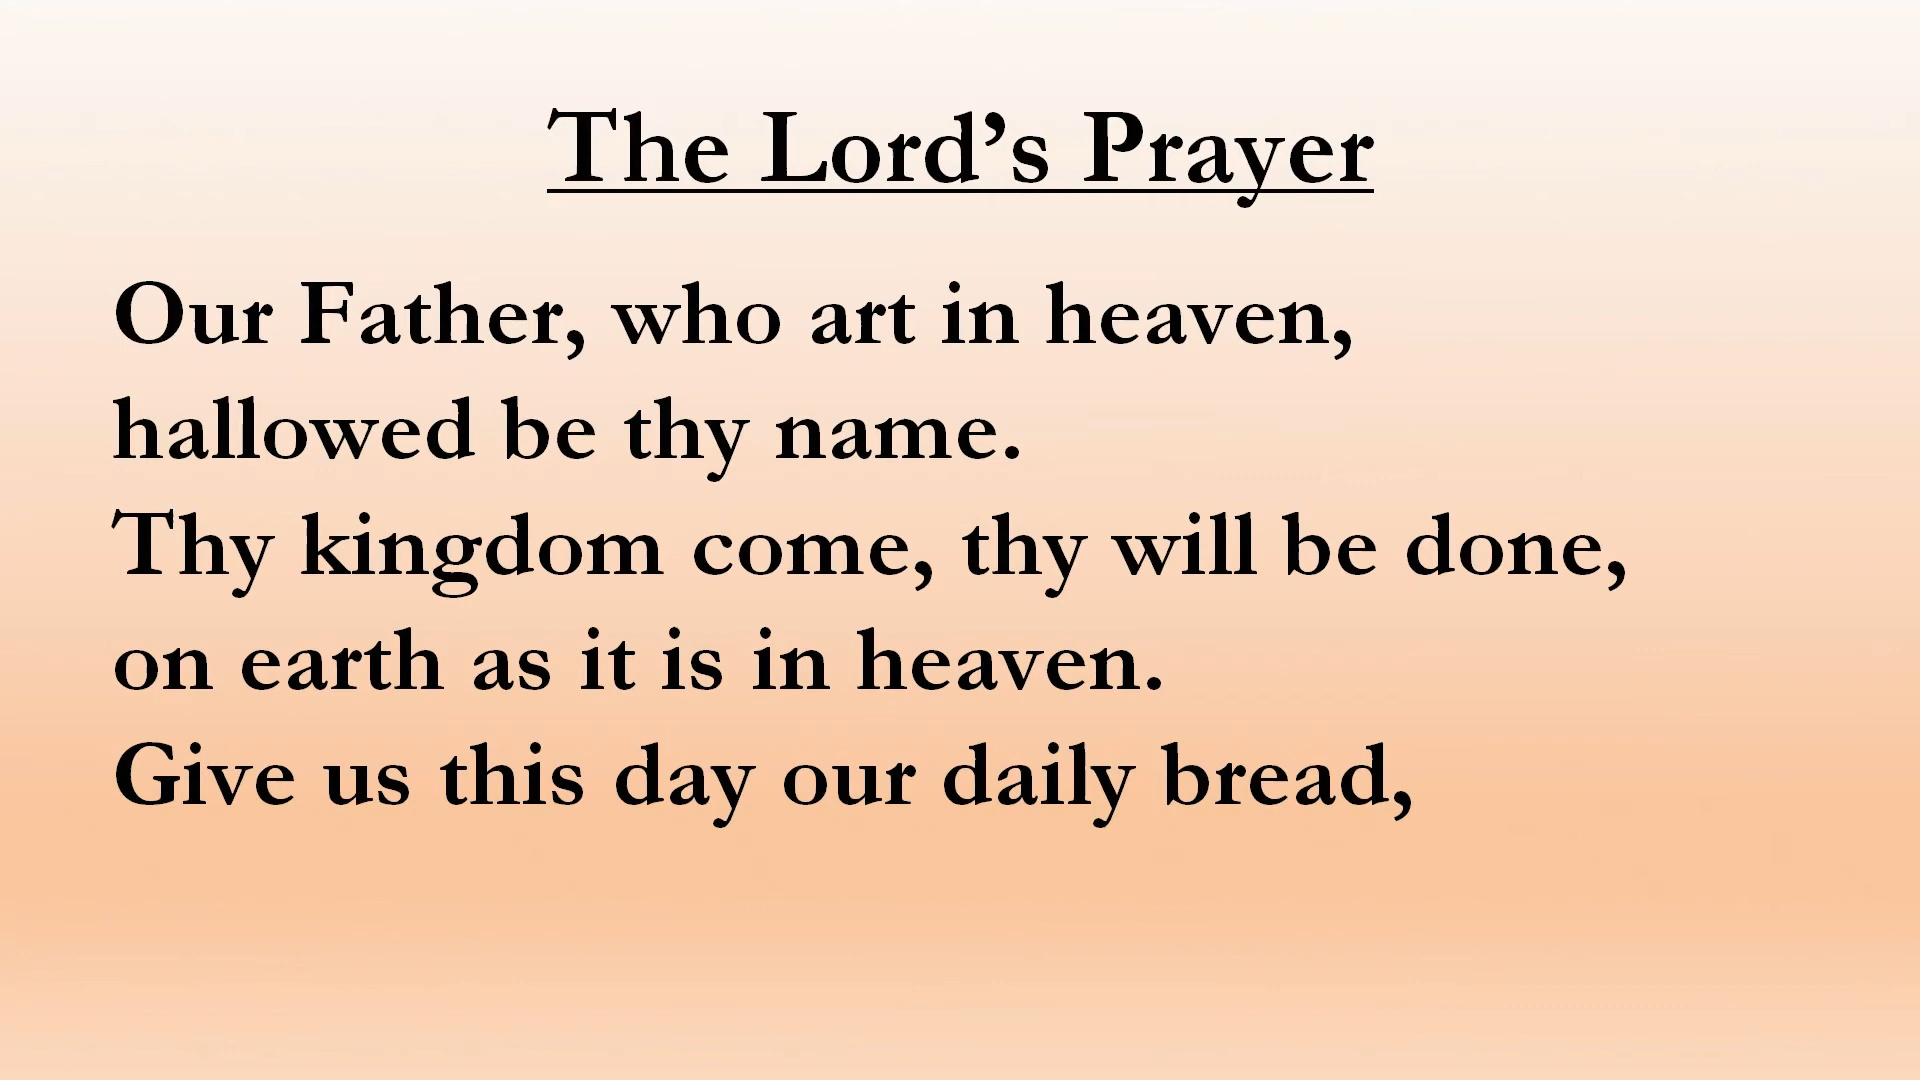 The Lord’s Prayer
Our Father, who art in heaven,
hallowed be thy name.
Thy kingdom come, thy will be done,
on earth as it is in heaven.
Give us this day our daily bread,